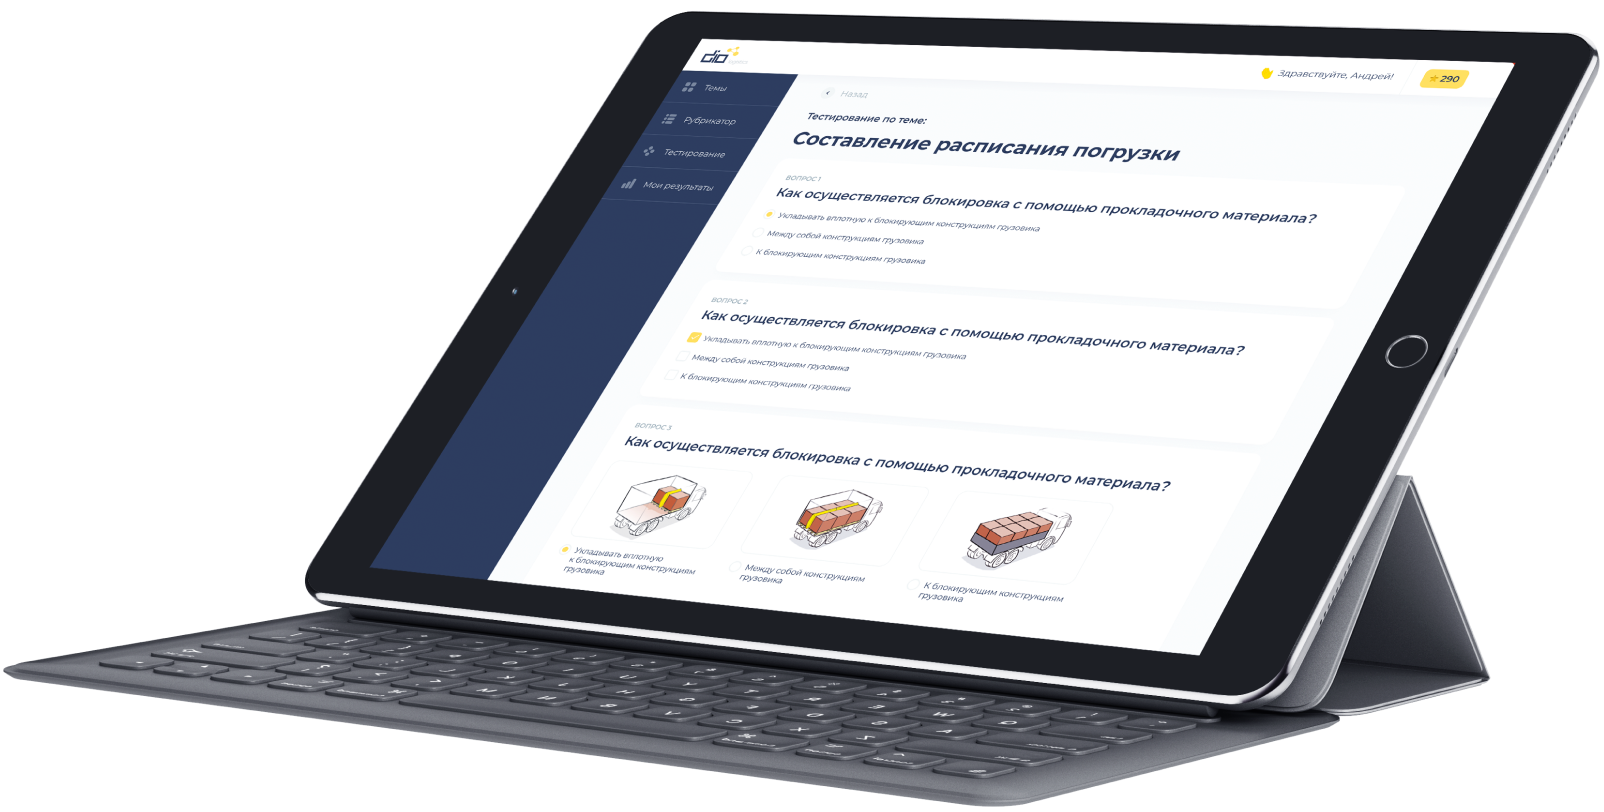 dio
Здравствуйте, Андрей!
290
Темы
Рубрикатор
Тестирование
Мои результаты
Назад
Тестирование по теме:
Составление расписания погрузки
ВОПРОС 1
Как осуществляется блокировка с помощью прокладочного материала?
Укладывать вплотную к блокирующим конструкциям грузовика
Между собой конструкциям грузовика
К блокирующим конструкциям грузовика
ВОПРОС 2
Как осуществляется блокировка с помощью прокладочного материала?
Укладывать вплотную к блокирующим конструкциям грузовика
Между собой конструкциям грузовика
К блокирующим конструкциям грузовика
ВОПРОС 3
Как осуществляется блокировка с помощью прокладочного материала?
Укладывать вплотную
к блокирующим конструкциям
грузовика
Между собой конструкциям
грузовика
К блокирующим конструкциям
грузовика